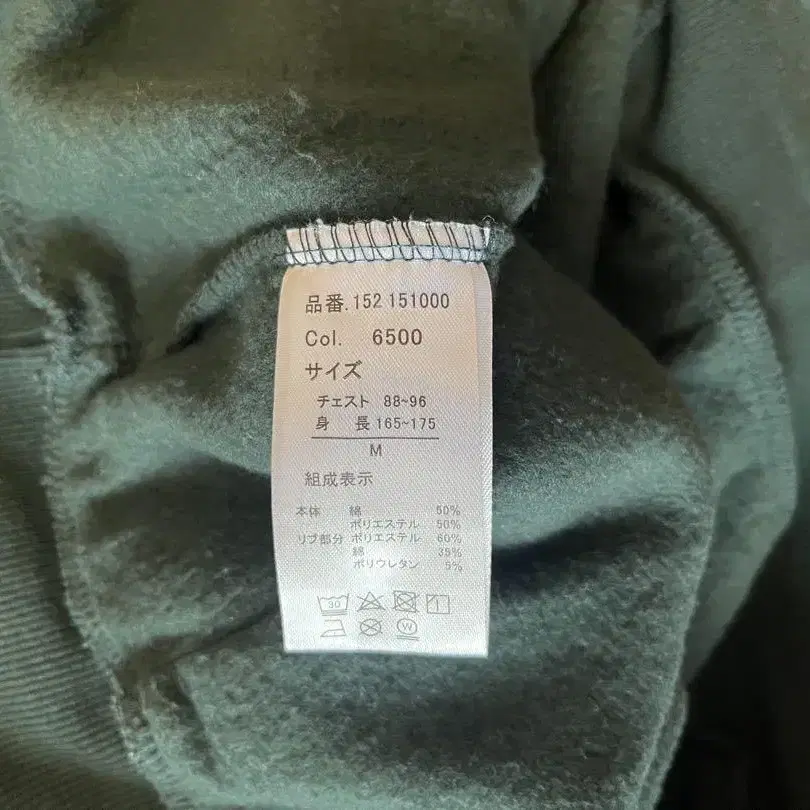 品番.152 151000
Col. 6500
サイズ
チェスト 88~96
身 長 165~175
M
組成表示
本体 綿 50%
ポリエステル 50%
リブ部分 ポリエステル 60%
綿 35%
ポリウレタン 5%
30
W